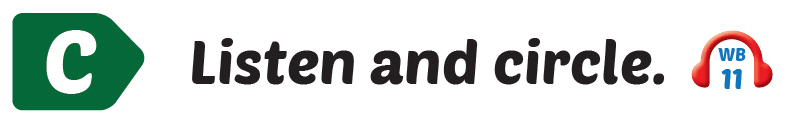 C Listen and circle. WB
11